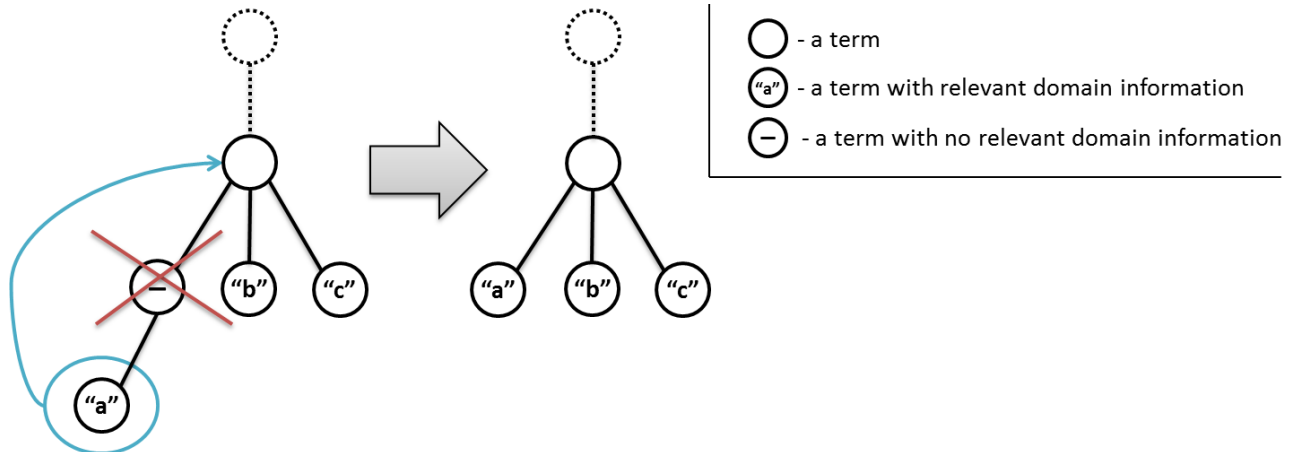 - a term
“a” - a term with relevant domain information
– - a term with no relevant domain information
– “b” “c”
“a” “b” “c”
“a”